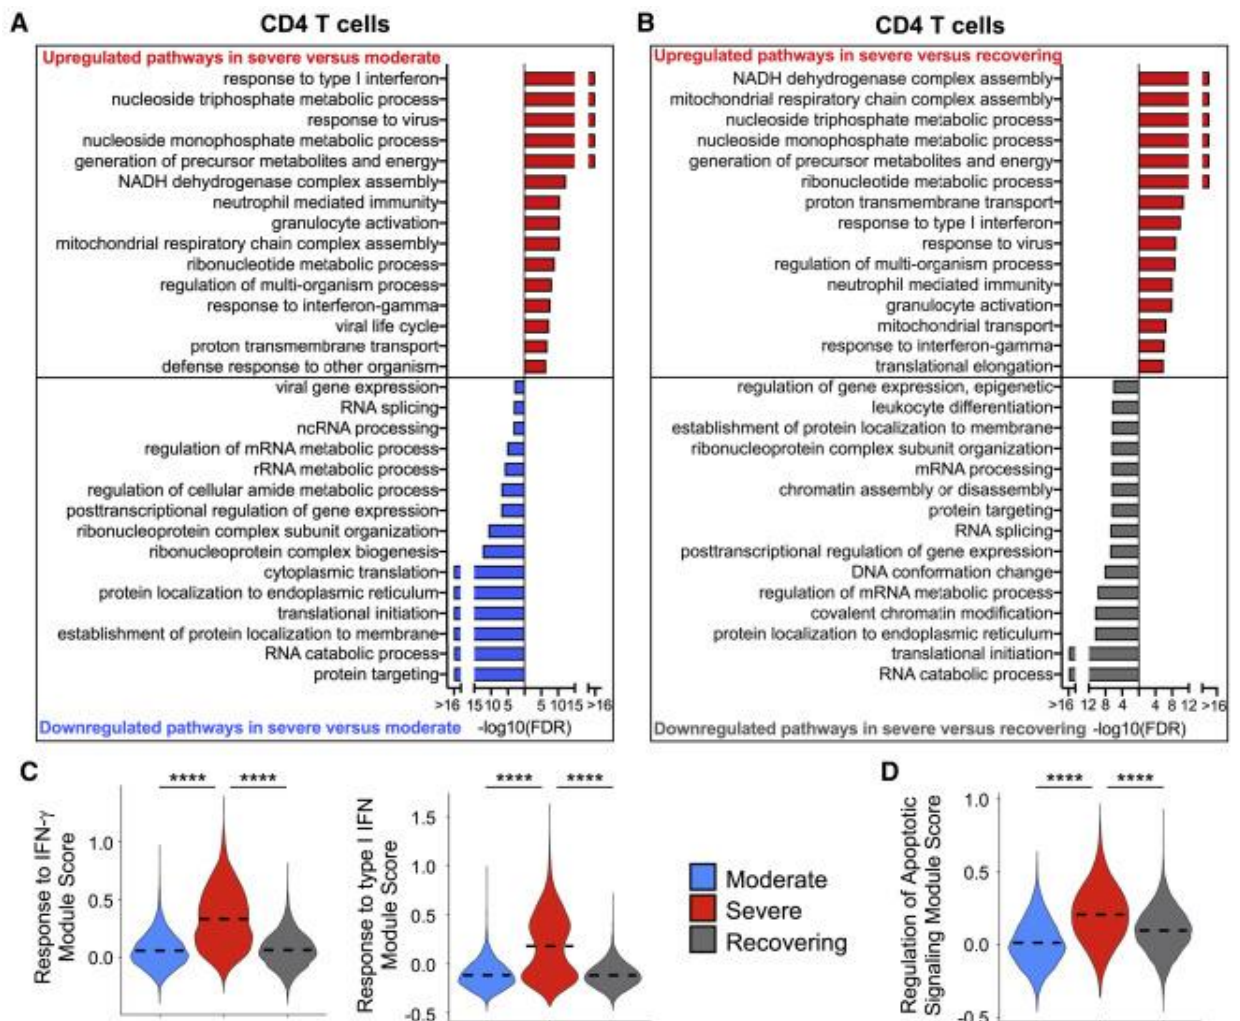 A
CD4 T cells
Upregulated pathways in severe versus moderate
response to type I interferon
nucleoside triphosphate metabolic process
response to virus
nucleoside monophosphate metabolic process
generation of precursor metabolites and energy
NADH dehydrogenase complex assembly
neutrophil mediated immunity
granulocyte activation
mitochondrial respiratory chain complex assembly
ribonucleotide metabolic process
regulation of multi-organism process
response to interferon-gamma
viral life cycle
proton transmembrane transport
defense response to other organism
viral gene expression
RNA splicing
ncRNA processing
regulation of mRNA metabolic process
rRNA metabolic process
regulation of cellular amide metabolic process
posttranscriptional regulation of gene expression
ribonucleoprotein complex subunit organization
ribonucleoprotein complex biogenesis
cytoplasmic translation
protein localization to endoplasmic reticulum
translational initiation
establishment of protein localization to membrane
RNA catabolic process
protein targeting
>16 15 10 5 5 10 15 >16
Downregulated pathways in severe versus moderate -log10(FDR)
B
CD4 T cells
Upregulated pathways in severe versus recovering
NADH dehydrogenase complex assembly
mitochondrial respiratory chain complex assembly
nucleoside triphosphate metabolic process
nucleoside monophosphate metabolic process
generation of precursor metabolites and energy
ribonucleotide metabolic process
proton transmembrane transport
response to type I interferon
response to virus
regulation of multi-organism process
neutrophil mediated immunity
granulocyte activation
mitochondrial transport
response to interferon-gamma
translational elongation
regulation of gene expression, epigenetic
leukocyte differentiation
establishment of protein localization to membrane
ribonucleoprotein complex subunit organization
mRNA processing
chromatin assembly or disassembly
protein targeting
RNA splicing
posttranscriptional regulation of gene expression
DNA conformation change
regulation of mRNA metabolic process
covalent chromatin modification
protein localization to endoplasmic reticulum
translational initiation
RNA catabolic process
>16 12 8 4 4 8 12 >16
Downregulated pathways in severe versus recovering -log10(FDR)
C
**** ****
Response to IFN-γ
Module Score
1.0
0.5
0.0
**** ****
Response to type I IFN
Module Score
1.5
1.0
0.5
0.0
-0.5
Moderate
Severe
Recovering
D
**** ****
Regulation of Apoptotic
Signalling Module Score
1.0
0.5
0.0
-0.5